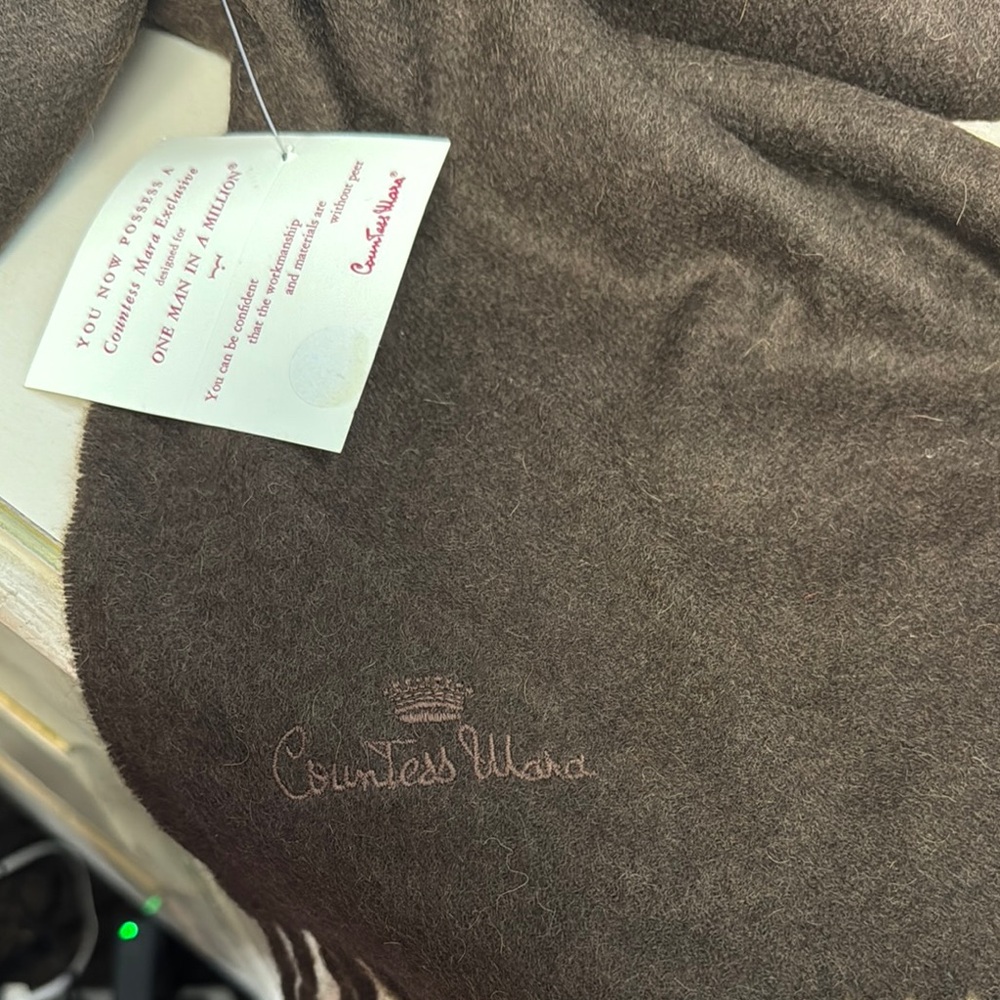 YOU NOW POSSESS A
Countess Mara Exclusive
designed for
ONE MAN IN A MILLION®
You can be confident
that the workmanship
and materials are
without peer
Countess Mara®
Countess Mara